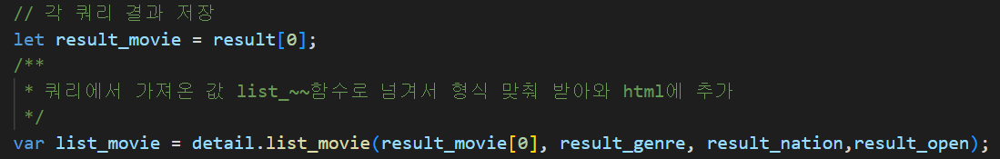 // 각 쿼리 결과 저장
let result_movie = result[0];
/**
 * 쿼리에서 가져온 값 list_~~함수로 넘겨서 형식 맞춰 받아와 html에 추가
 */
var list_movie = detail.list_movie(result_movie[0], result_genre, result_nation,result_open);